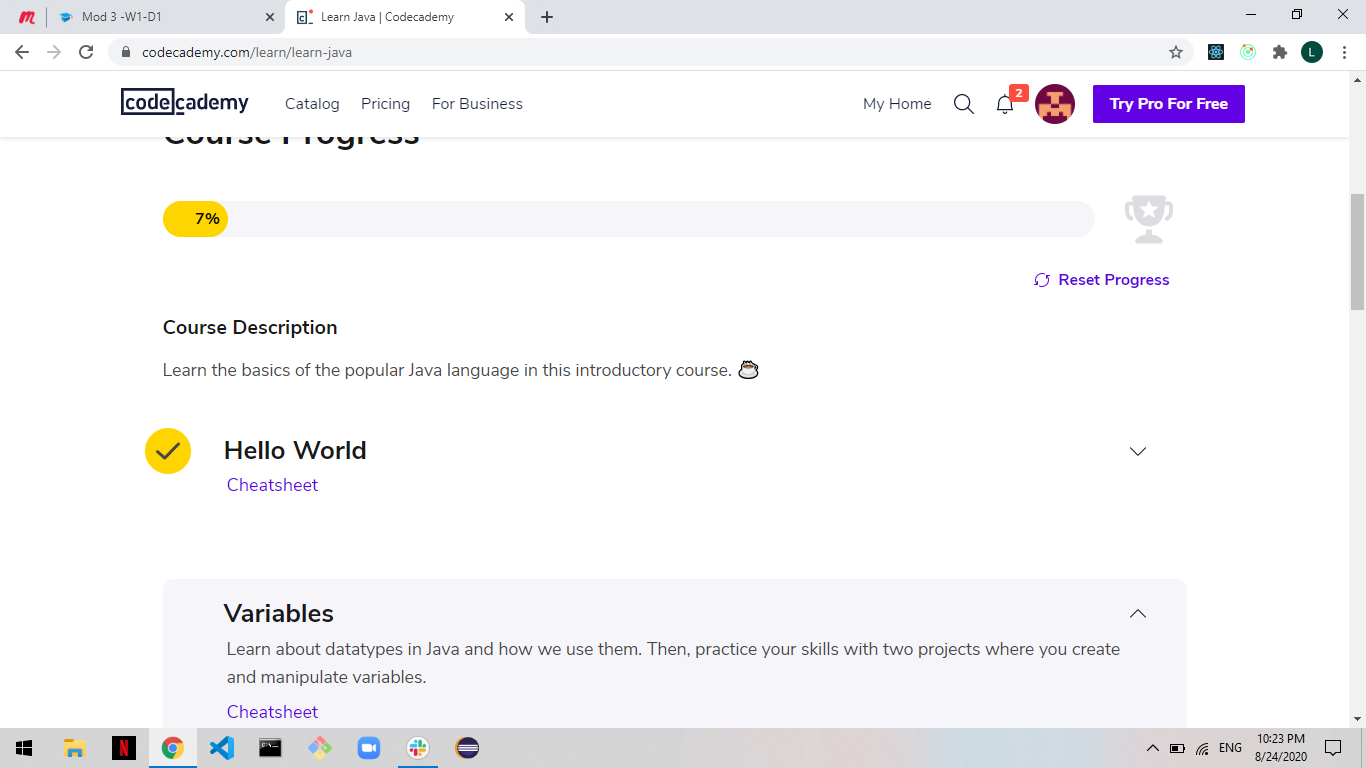 Mod 3 -W1-D1
Learn Java | Codecademy
codecademy.com/learn/learn-java
codecademy
Catalog
Pricing
For Business
My Home
2
Try Pro For Free
L
Course Progress
7%
Reset Progress
Course Description
Learn the basics of the popular Java language in this introductory course. ☕
Hello World
Cheatsheet
Variables
Learn about datatypes in Java and how we use them. Then, practice your skills with two projects where you create
and manipulate variables.
Cheatsheet
N
ENG
10:23 PM
8/24/2020